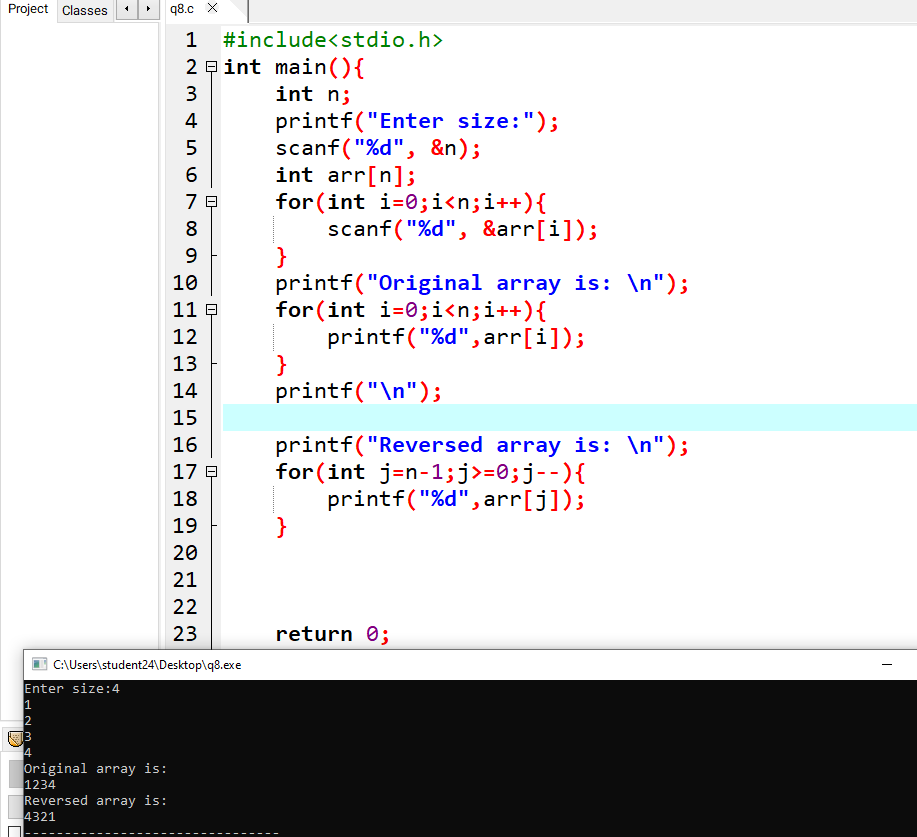 Project Classes q8.c
1 #include<stdio.h>
2 int main(){
3     int n;
4     printf("Enter size:");
5     scanf("%d", &n);
6     int arr[n];
7     for(int i=0;i<n;i++){
8         scanf("%d", &arr[i]);
9     }
10     printf("Original array is: \n");
11     for(int i=0;i<n;i++){
12         printf("%d",arr[i]);
13     }
14     printf("\n");
15
16     printf("Reversed array is: \n");
17     for(int j=n-1;j>=0;j--){
18         printf("%d",arr[j]);
19     }
20
21
22
23     return 0;
C:\Users\student24\Desktop\q8.exe
Enter size:4
1
2
3
4
Original array is:
1234
Reversed array is:
4321
--------------------------------